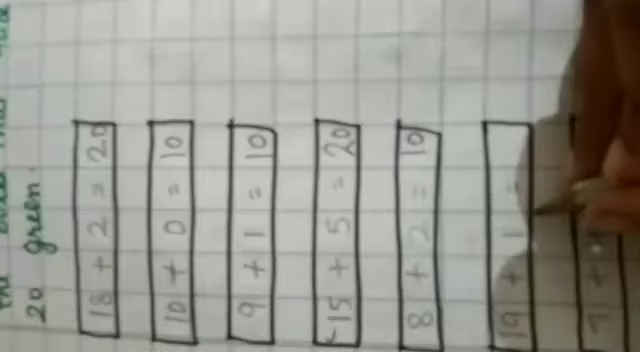 20 green.
18 + 2 = 20
10 + 0 = 10
9 + 1 = 10
15 + 5 = 20
8 + 2 = 10
19 + 1 =